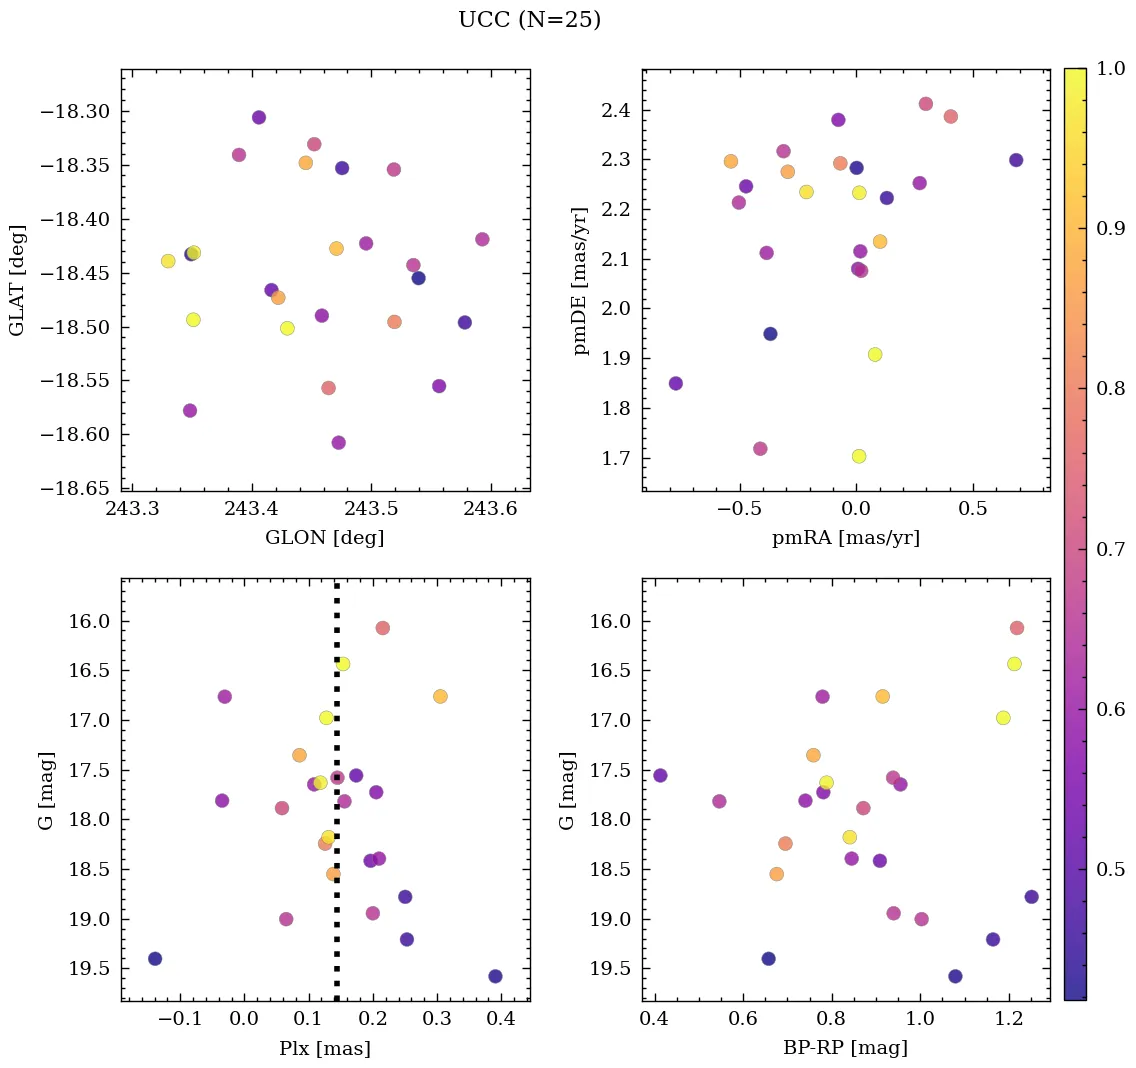 UCC (N=25)
−18.30
−18.35
−18.40
−18.45
−18.50
−18.55
−18.60
−18.65
GLAT [deg]
243.3 243.4 243.5 243.6
GLON [deg]
2.4
2.3
2.2
2.1
2.0
1.9
1.8
1.7
pmDE [mas/yr]
−0.5 0.0 0.5
pmRA [mas/yr]
16.0
16.5
17.0
17.5
18.0
18.5
19.0
19.5
G [mag]
−0.1 0.0 0.1 0.2 0.3 0.4
Plx [mas]
16.0
16.5
17.0
17.5
18.0
18.5
19.0
19.5
G [mag]
0.4 0.6 0.8 1.0 1.2
BP-RP [mag]
1.0
0.9
0.8
0.7
0.6
0.5